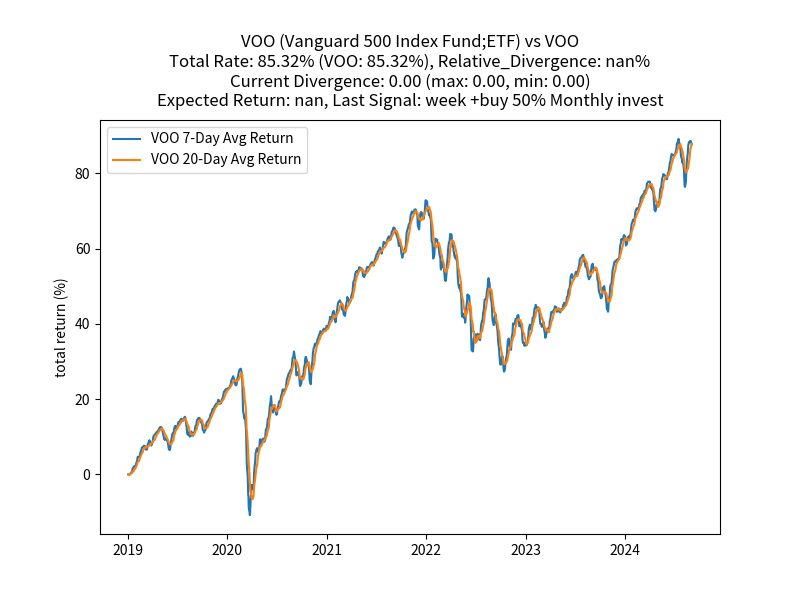 VOO (Vanguard 500 Index Fund;ETF) vs VOO
Total Rate: 85.32% (VOO: 85.32%), Relative_Divergence: nan%
Current Divergence: 0.00 (max: 0.00, min: 0.00)
Expected Return: nan, Last Signal: week +buy 50% Monthly invest
VOO 7-Day Avg Return
VOO 20-Day Avg Return
total return (%)
80
60
40
20
0
2019
2020
2021
2022
2023
2024